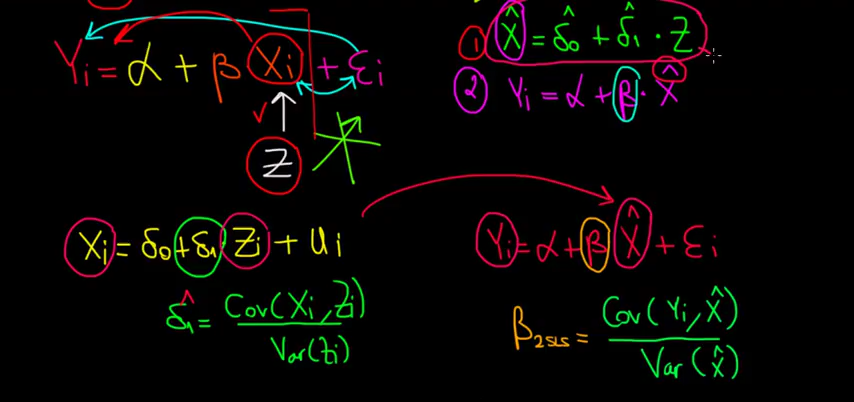 Yi = α + β Xi + εi
① X̂ = δ̂₀ + δ̂₁ · Z
② Yi = α + β · X̂
Z
Xi = δ₀ + δ₁ Zi + Ui
Yi = α + β X̂ + εi
δ̂₁ = Cov(Xi, Zi) / Var(Zi)
β₂SLS = Cov(Yi, X̂) / Var(X̂)